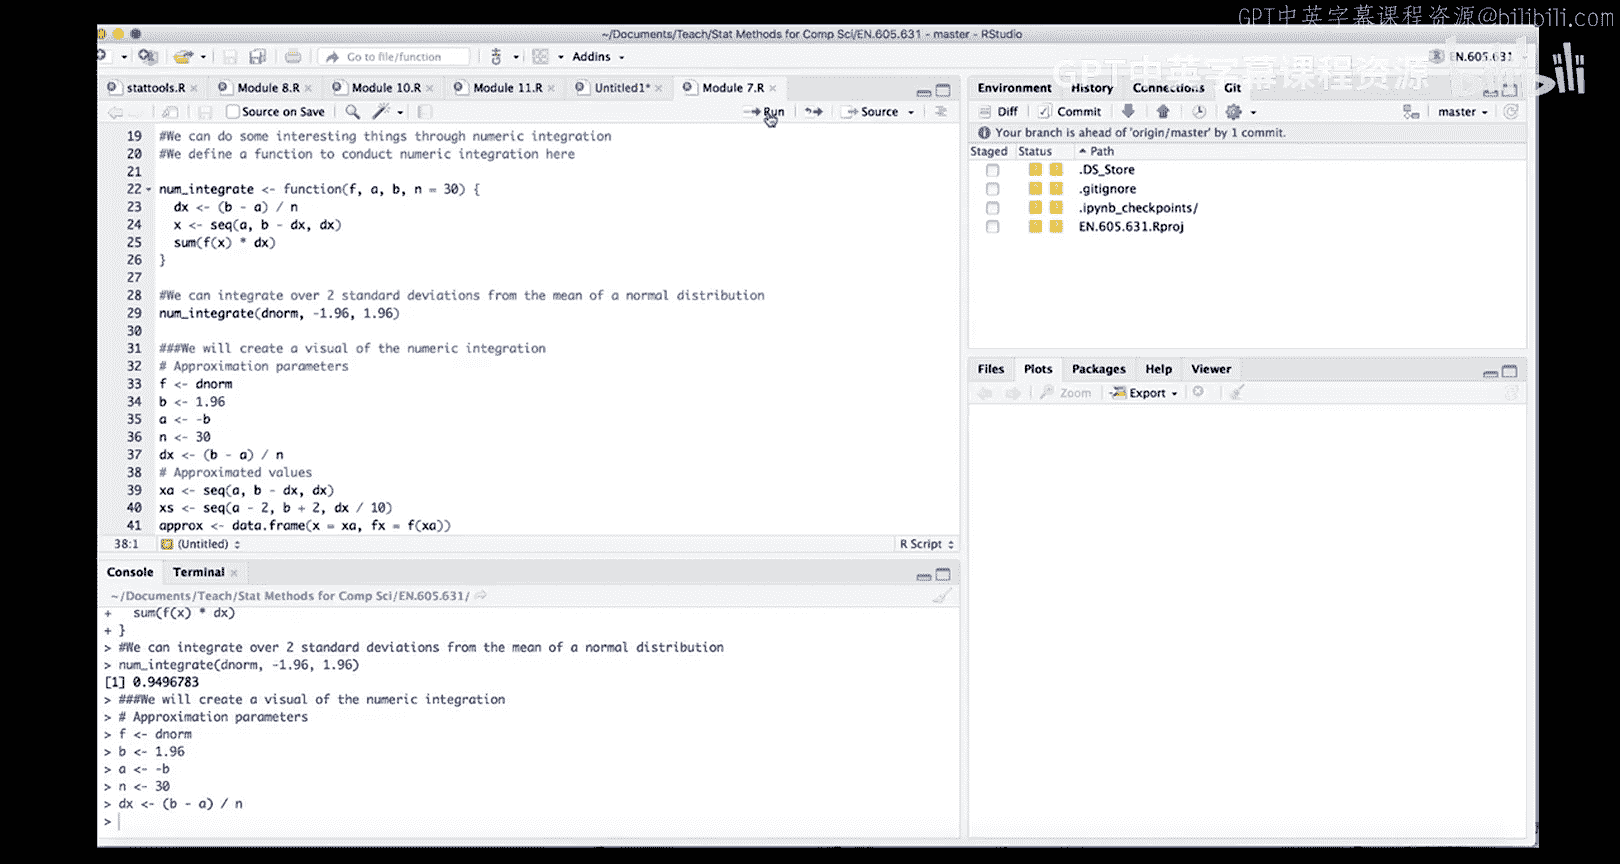 GPT中英字幕课程资源@bilibili.com
~/Documents/Teach/Stat Methods for Comp Sci/EN.605.631 - master - RStudio
Go to file/function
Addins
EN.605.631
GPT中英字幕课程资源
stattools.R
Module 8.R
Module 10.R
Module 11.R
Untitled1*
Module 7.R
Source on Save
Run
Source
19 #We can do some interesting things through numeric integration
20 #We define a function to conduct numeric integration here
21
22 num_integrate <- function(f, a, b, n = 30) {
23 dx <- (b - a) / n
24 x <- seq(a, b - dx, dx)
25 sum(f(x) * dx)
26 }
27
28 #We can integrate over 2 standard deviations from the mean of a normal distribution
29 num_integrate(dnorm, -1.96, 1.96)
30
31 ###We will create a visual of the numeric integration
32 # Approximation parameters
33 f <- dnorm
34 b <- 1.96
35 a <- -b
36 n <- 30
37 dx <- (b - a) / n
38 # Approximated values
39 xa <- seq(a, b - dx, dx)
40 xs <- seq(a - 2, b + 2, dx / 10)
41 approx <- data.frame(x = xa, fx = f(xa))
38:1 (Untitled) R Script
Console Terminal
~/Documents/Teach/Stat Methods for Comp Sci/EN.605.631/
+ sum(f(x) * dx)
+ }
> #We can integrate over 2 standard deviations from the mean of a normal distribution
> num_integrate(dnorm, -1.96, 1.96)
[1] 0.9496783
> ###We will create a visual of the numeric integration
> # Approximation parameters
> f <- dnorm
> b <- 1.96
> a <- -b
> n <- 30
> dx <- (b - a) / n
>
Environment History Connections Git
Diff Commit master
Your branch is ahead of 'origin/master' by 1 commit.
Staged Status Path
.DS_Store
.gitignore
.ipynb_checkpoints/
EN.605.631.Rproj
Files Plots Packages Help Viewer
Zoom Export